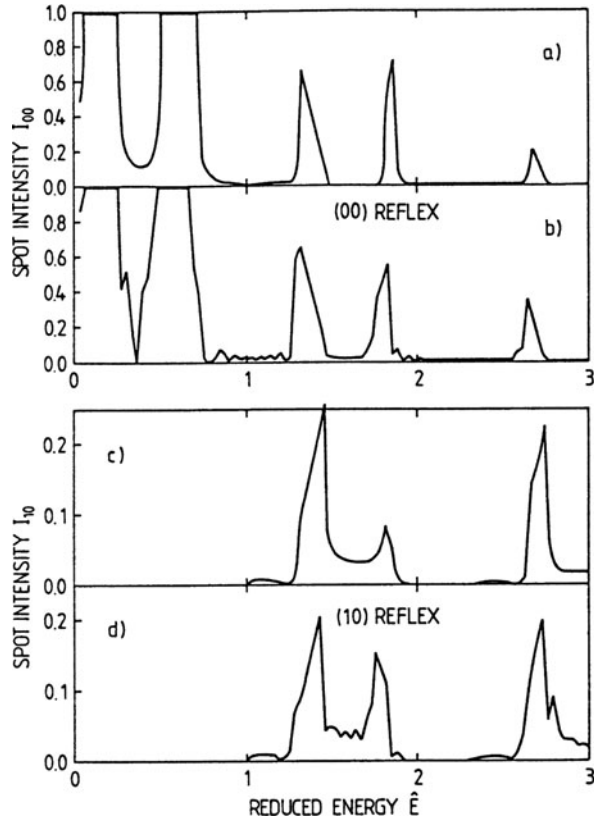 1.0
0.8
0.6
0.4
0.2
0.0
a)
SPOT INTENSITY I00
(00) REFLEX
0.8
0.6
0.4
0.2
0.0
b)
0
1
2
3
0.2
0.1
0.0
c)
SPOT INTENSITY I10
(10) REFLEX
0.2
0.1
0.0
d)
0
1
2
3
REDUCED ENERGY Ê